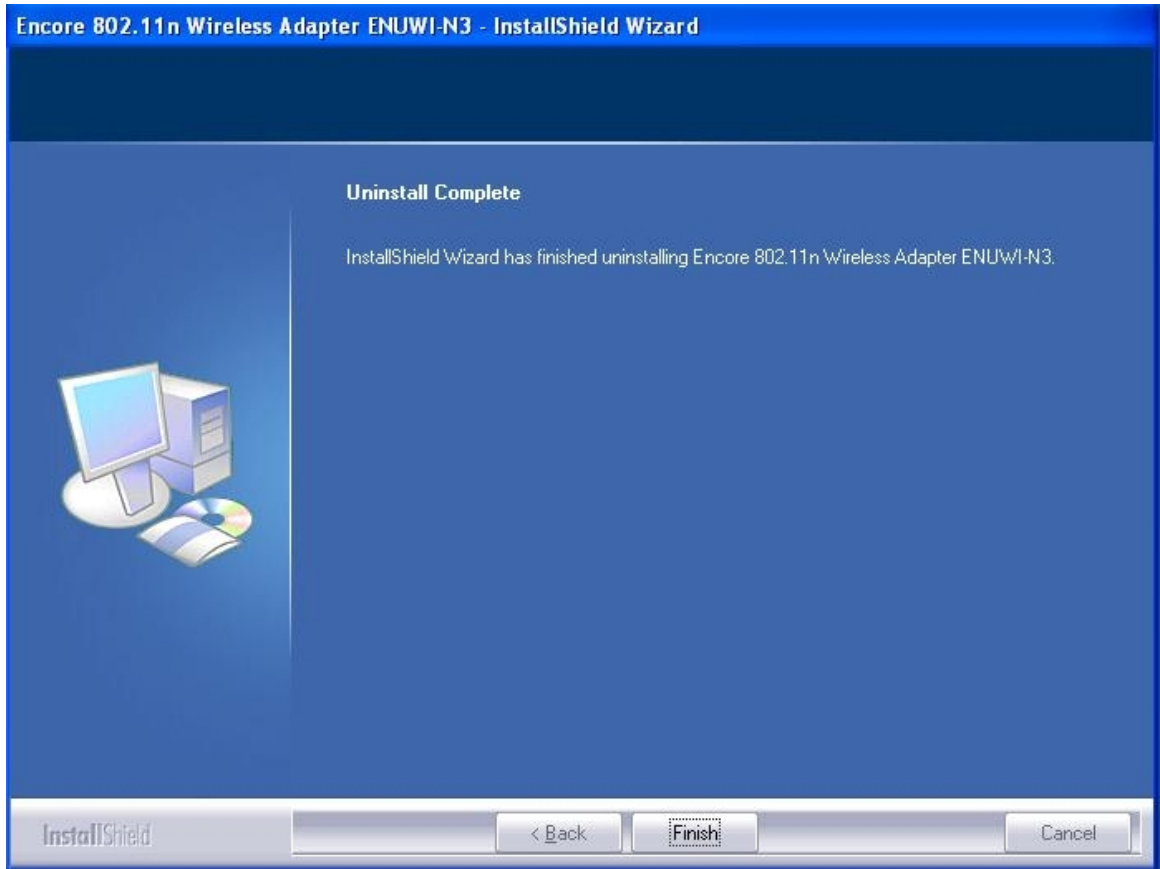 Encore 802.11n Wireless Adapter ENUWI-N3 - InstallShield Wizard
Uninstall Complete
InstallShield Wizard has finished uninstalling Encore 802.11n Wireless Adapter ENUWI-N3.
InstallShield
< Back
Finish
Cancel